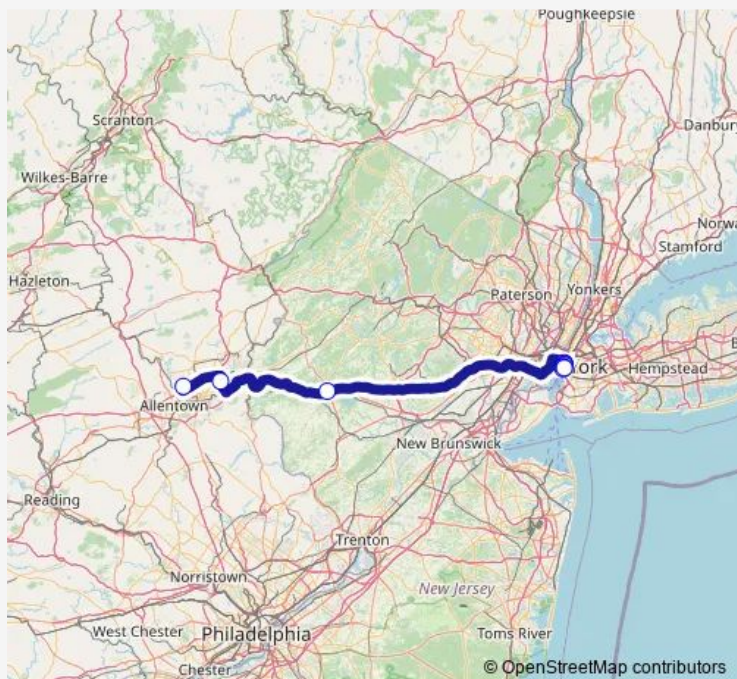 Poughkeepsie
Scranton
Danbury
Wilkes-Barre
Norwa
Stamford
Hazleton
Paterson
Yonkers
ork
Hempstead
B
Allentown
New Brunswick
Reading
Trenton
Norristown
New Jersey
West Chester
Philadelphia
Toms River
Chester
© OpenStreetMap contributors